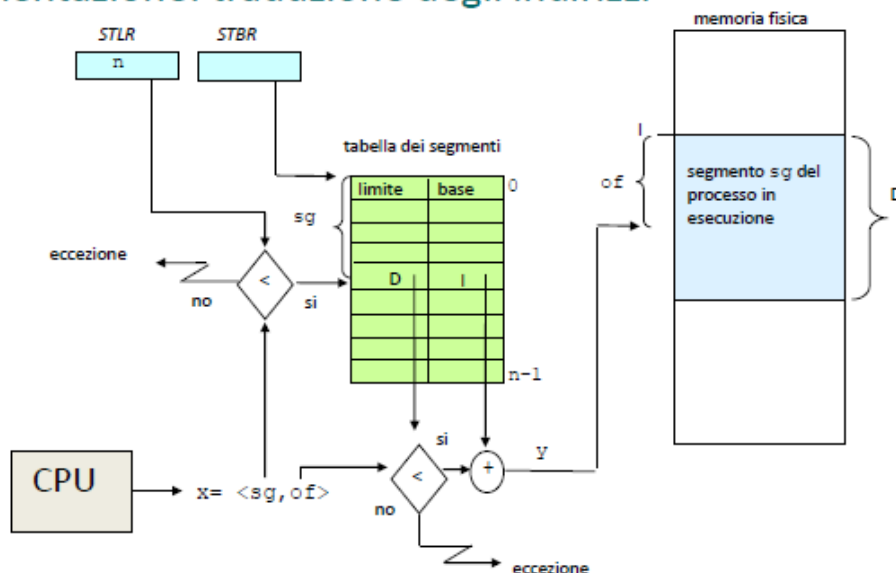 memoria fisica
STLR
STBR
n
tabella dei segmenti
limite
base
0
sg
of
I
segmento sg del
processo in
esecuzione
D
eccezione
<
no
si
D
I
n-1
si
y
CPU
x= <sg,of>
<
+
no
eccezione